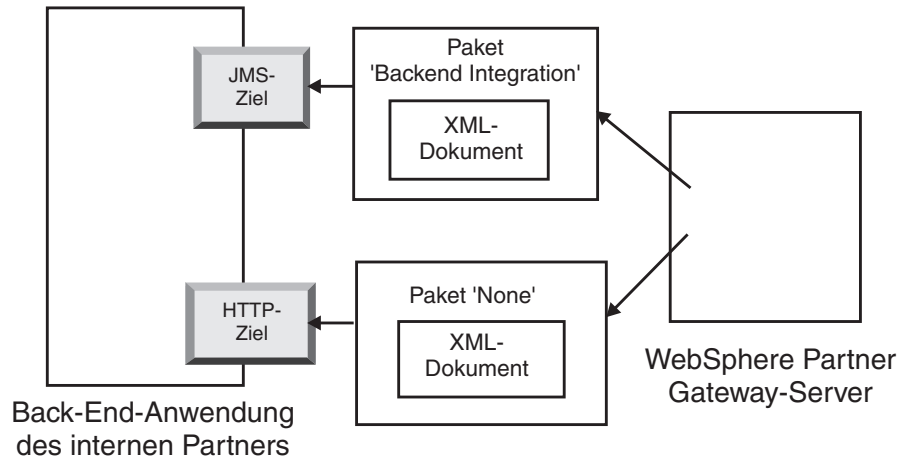 Paket
'Backend Integration'
JMS-
Ziel
XML-
Dokument
Paket 'None'
HTTP-
Ziel
XML-
Dokument
WebSphere Partner
Gateway-Server
Back-End-Anwendung
des internen Partners